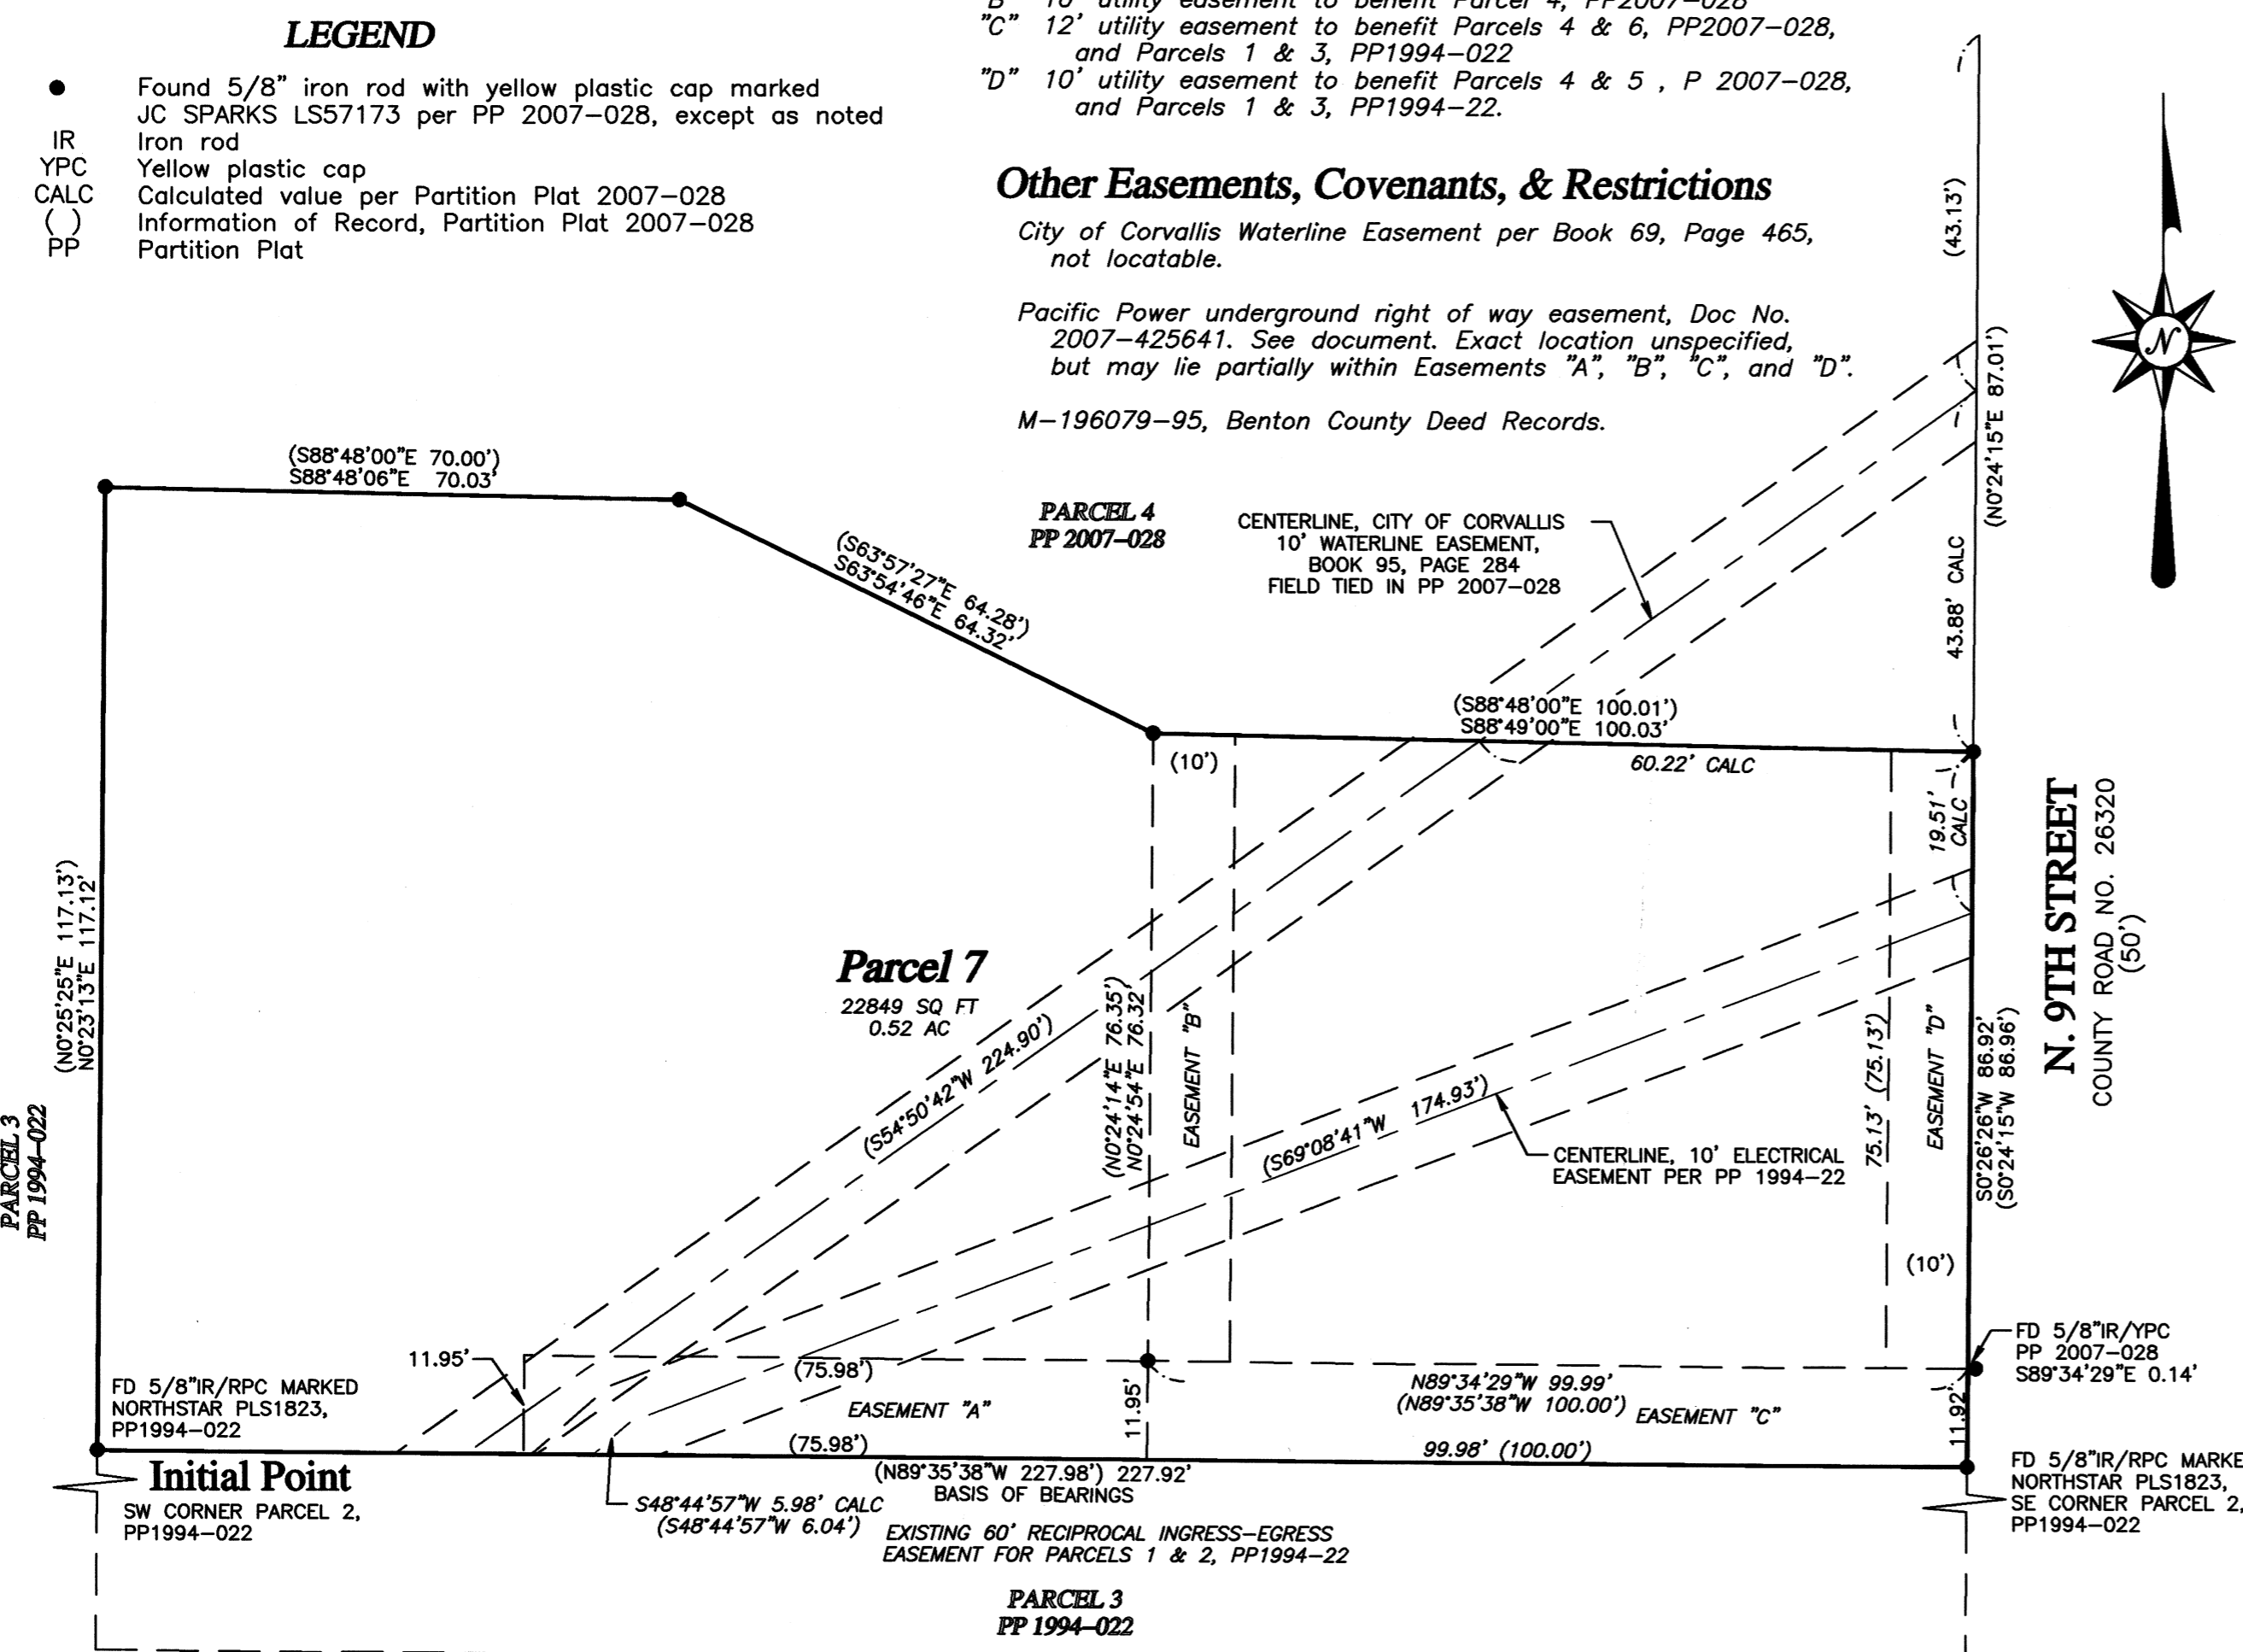 LEGEND
● Found 5/8" iron rod with yellow plastic cap marked
JC SPARKS LS57173 per PP 2007-028, except as noted
IR Iron rod
YPC Yellow plastic cap
CALC Calculated value per Partition Plat 2007-028
( ) Information of Record, Partition Plat 2007-028
PP Partition Plat
"B" 10' utility easement to benefit Parcel 4, PP2007-028
"C" 12' utility easement to benefit Parcels 4 & 6, PP2007-028,
and Parcels 1 & 3, PP1994-022
"D" 10' utility easement to benefit Parcels 4 & 5 , P 2007-028,
and Parcels 1 & 3, PP1994-22.
Other Easements, Covenants, & Restrictions
City of Corvallis Waterline Easement per Book 69, Page 465,
not locatable.
Pacific Power underground right of way easement, Doc No.
2007-425641. See document. Exact location unspecified,
but may lie partially within Easements "A", "B", "C", and "D".
M-196079-95, Benton County Deed Records.
N
(43.13')
(N0°24'15"E 87.01')
43.88' CALC
(S88°48'00"E 70.00')
S88°48'06"E 70.03'
(S63°57'27"E 64.28')
S63°54'46"E 64.32'
PARCEL 4
PP 2007-028
CENTERLINE, CITY OF CORVALLIS
10' WATERLINE EASEMENT,
BOOK 95, PAGE 284
FIELD TIED IN PP 2007-028
(S88°48'00"E 100.01')
S88°49'00"E 100.03'
(10')
60.22' CALC
19.51'
CALC
N. 9TH STREET
COUNTY ROAD NO. 26320
(50')
(N0°25'25"E 117.13')
N0°23'13"E 117.12'
PARCEL 3
PP 1994-022
Parcel 7
22849 SQ FT
0.52 AC
(S54°50'42"W 224.90')
(N0°24'14"E 76.35')
N0°24'54"E 76.32'
EASEMENT "B"
(S69°08'41"W 174.93')
CENTERLINE, 10' ELECTRICAL
EASEMENT PER PP 1994-22
75.13' (75.13')
EASEMENT "D"
S0°26'26"W 86.92'
(S0°24'15"W 86.96')
(10')
FD 5/8"IR/YPC
PP 2007-028
S89°34'29"E 0.14'
11.95'
(75.98')
FD 5/8"IR/RPC MARKED
NORTHSTAR PLS1823,
PP1994-022
EASEMENT "A"
11.95'
N89°34'29"W 99.99'
(N89°35'38"W 100.00')
EASEMENT "C"
11.92'
(75.98')
99.98' (100.00')
Initial Point
SW CORNER PARCEL 2,
PP1994-022
(N89°35'38"W 227.98') 227.92'
BASIS OF BEARINGS
S48°44'57"W 5.98' CALC
(S48°44'57"W 6.04')
EXISTING 60' RECIPROCAL INGRESS-EGRESS
EASEMENT FOR PARCELS 1 & 2, PP1994-22
FD 5/8"IR/RPC MARKE
NORTHSTAR PLS1823,
SE CORNER PARCEL 2,
PP1994-022
PARCEL 3
PP 1994-022